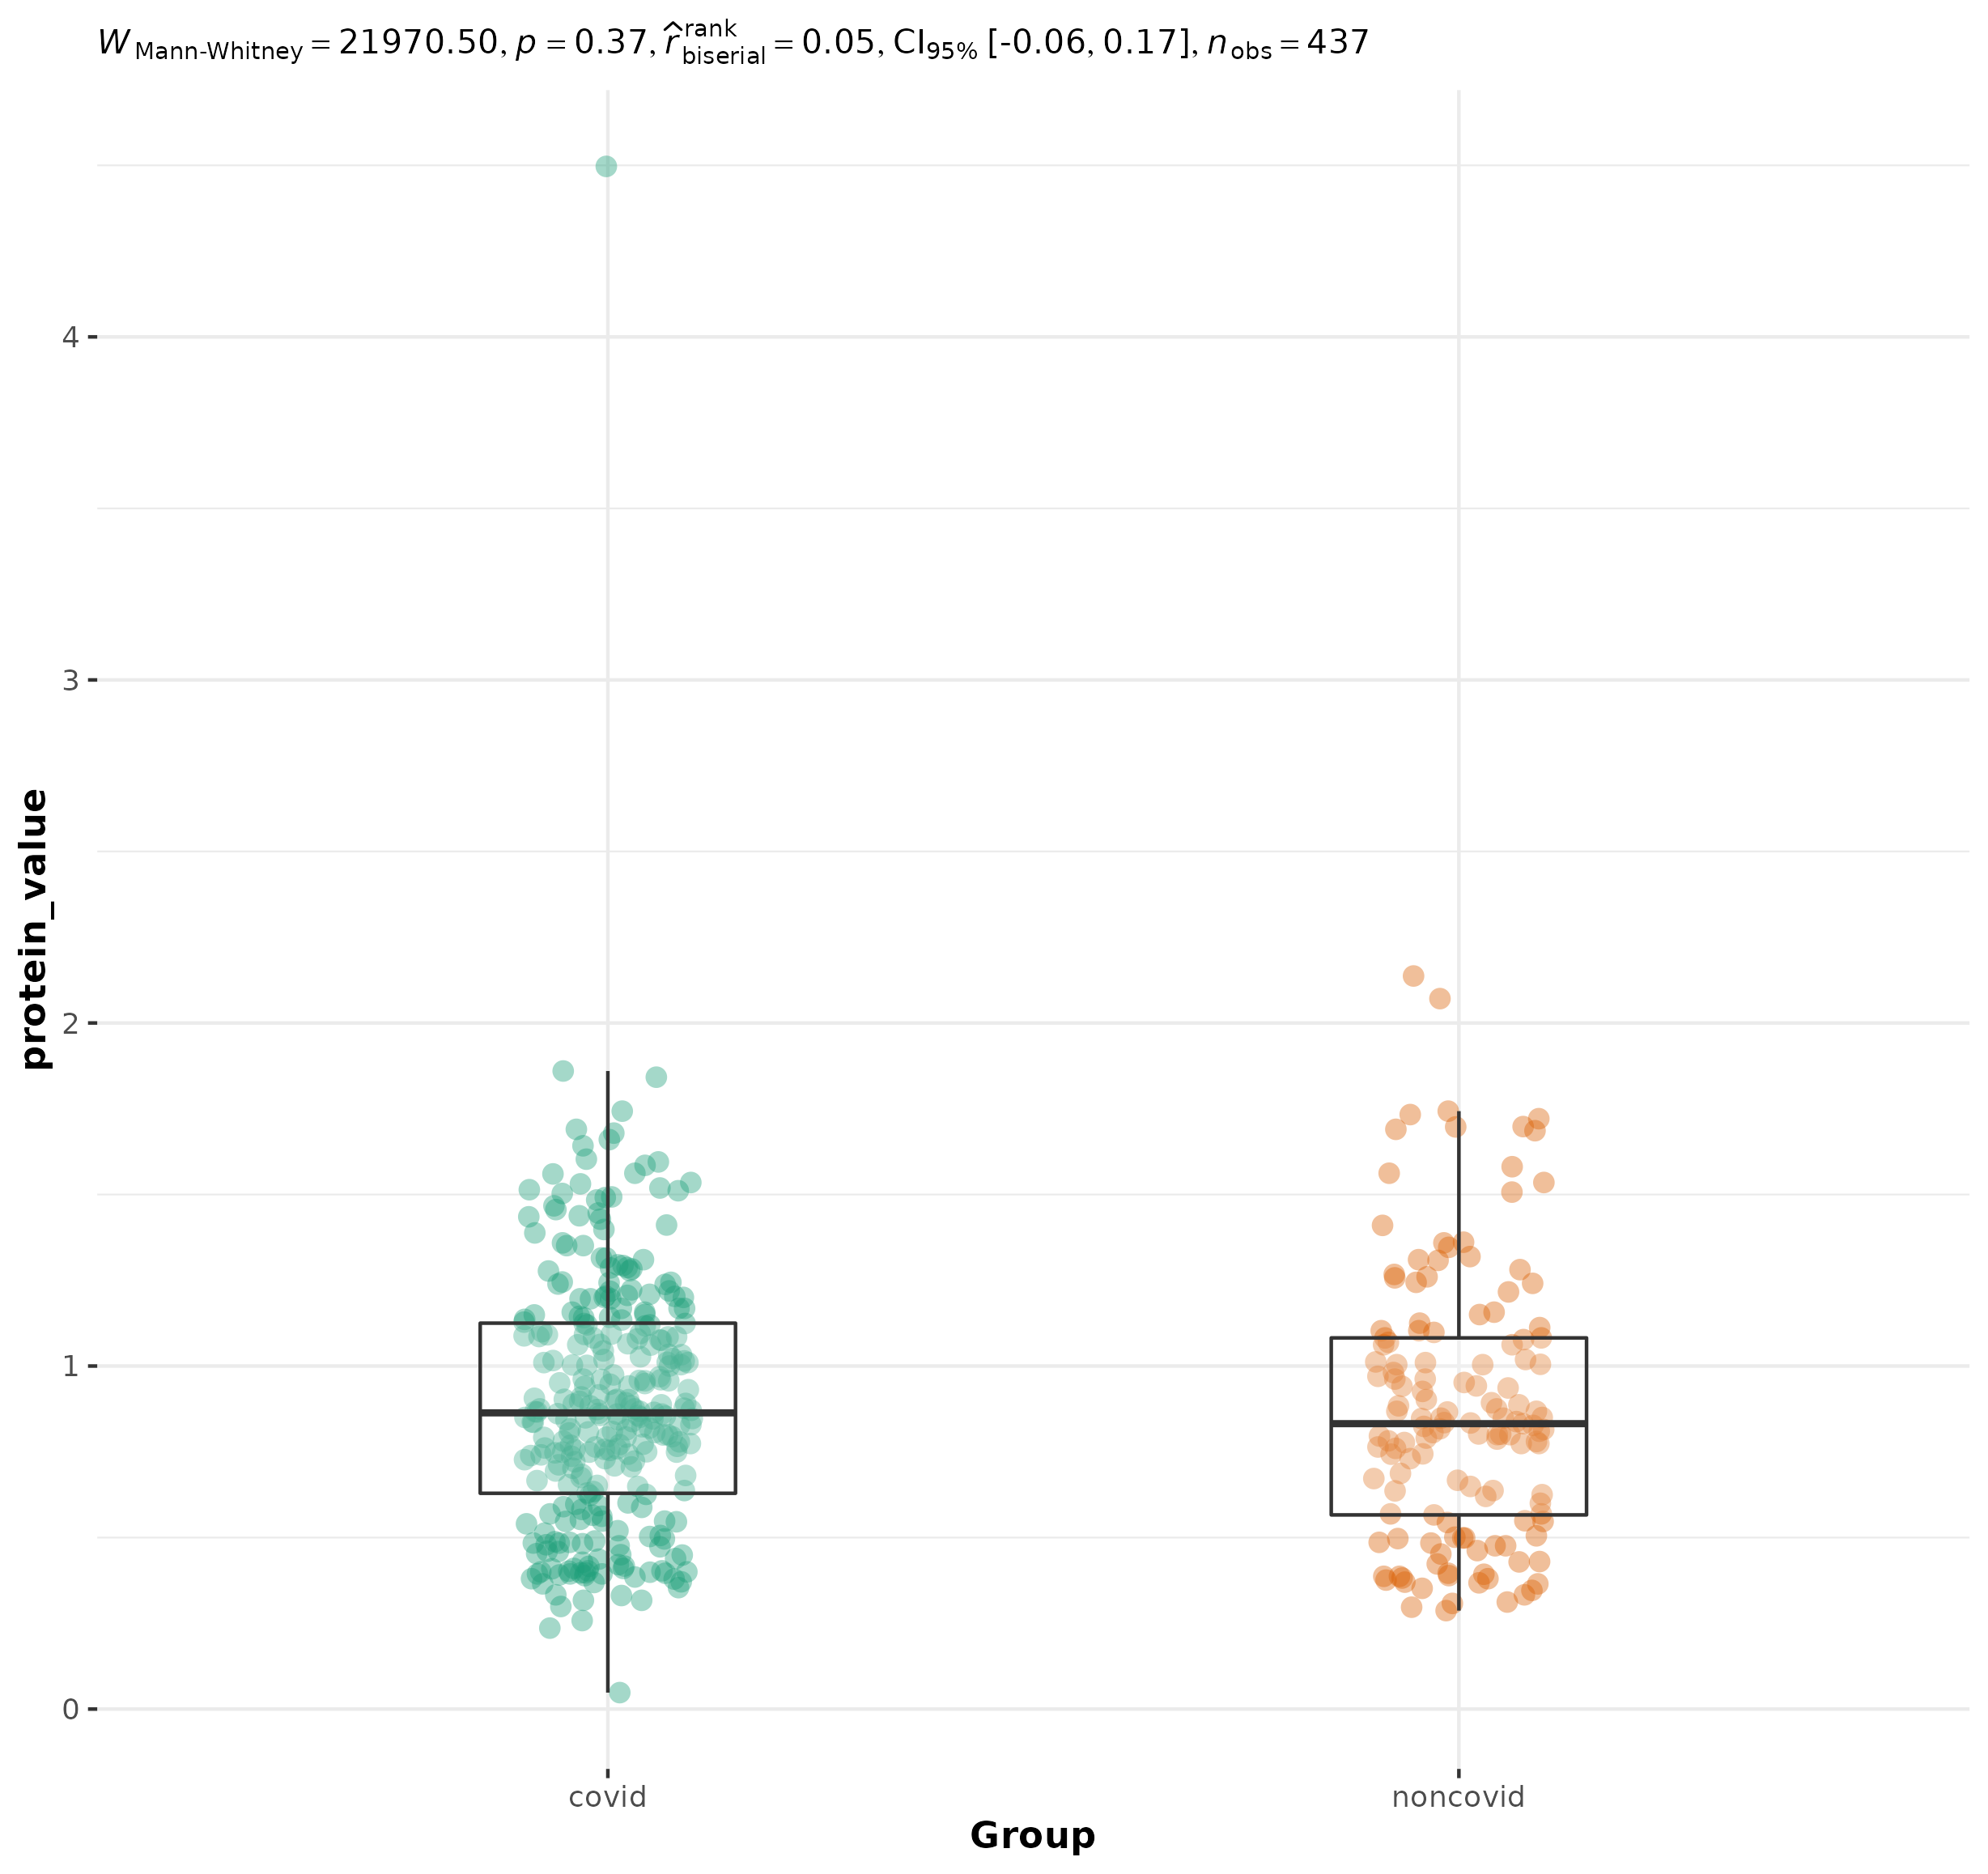 W Mann-Whitney = 21970.50, p = 0.37, r̂ rank biserial = 0.05, CI95% [-0.06, 0.17], n obs = 437
4
3
2
1
0
protein_value
covid noncovid
Group